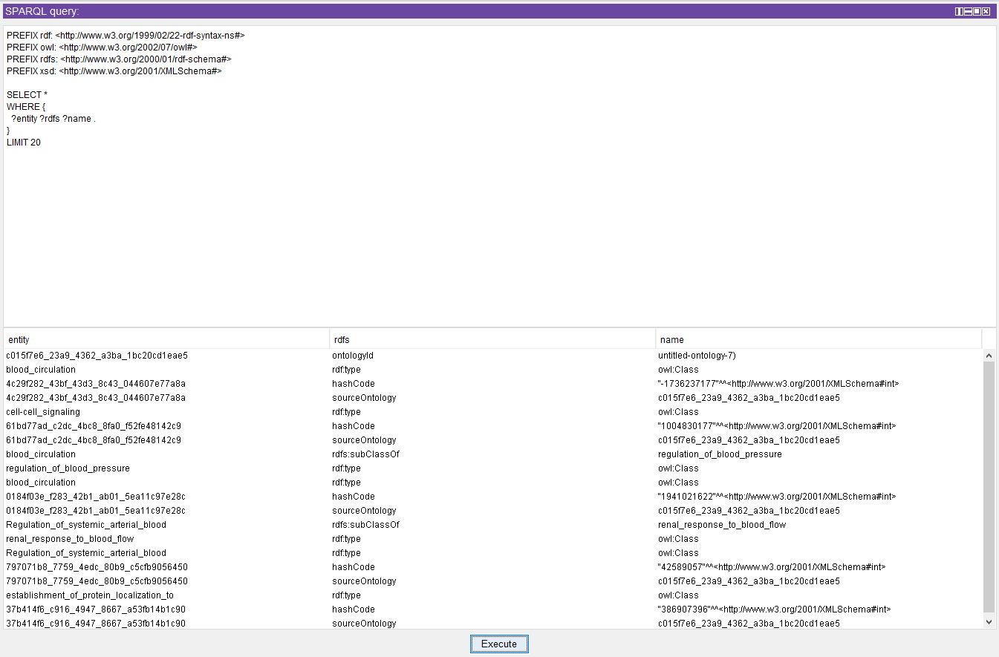 SPARQL query:
PREFIX rdf: <http://www.w3.org/1999/02/22-rdf-syntax-ns#>
PREFIX owl: <http://www.w3.org/2002/07/owl#>
PREFIX rdfs: <http://www.w3.org/2000/01/rdf-schema#>
PREFIX xsd: <http://www.w3.org/2001/XMLSchema#>
SELECT *
WHERE {
?entity ?rdfs ?name .
}
LIMIT 20
entity rdfs name
c015f7e6_23a9_4362_a3ba_1bc20cd1eae5 ontologyId untitled-ontology-7)
blood_circulation rdf:type owl:Class
4c29f282_43bf_43d3_8c43_044607e77a8a hashCode "-1736237177"^^<http://www.w3.org/2001/XMLSchema#int>
4c29f282_43bf_43d3_8c43_044607e77a8a sourceOntology c015f7e6_23a9_4362_a3ba_1bc20cd1eae5
cell-cell_signaling rdf:type owl:Class
61bd77ad_c2dc_4bc8_8fa0_f52fe48142c9 hashCode "1004830177"^^<http://www.w3.org/2001/XMLSchema#int>
61bd77ad_c2dc_4bc8_8fa0_f52fe48142c9 sourceOntology c015f7e6_23a9_4362_a3ba_1bc20cd1eae5
blood_circulation rdfs:subClassOf regulation_of_blood_pressure
regulation_of_blood_pressure rdf:type owl:Class
blood_circulation rdf:type owl:Class
0184f03e_f283_42b1_ab01_5ea11c97e28c hashCode "1941021622"^^<http://www.w3.org/2001/XMLSchema#int>
0184f03e_f283_42b1_ab01_5ea11c97e28c sourceOntology c015f7e6_23a9_4362_a3ba_1bc20cd1eae5
Regulation_of_systemic_arterial_blood rdfs:subClassOf renal_response_to_blood_flow
renal_response_to_blood_flow rdf:type owl:Class
Regulation_of_systemic_arterial_blood rdf:type owl:Class
797071b8_7759_4edc_80b9_c5cfb9056450 hashCode "42589057"^^<http://www.w3.org/2001/XMLSchema#int>
797071b8_7759_4edc_80b9_c5cfb9056450 sourceOntology c015f7e6_23a9_4362_a3ba_1bc20cd1eae5
establishment_of_protein_localization_to rdf:type owl:Class
37b414f6_c916_4947_8667_a53fb14b1c90 hashCode "386907396"^^<http://www.w3.org/2001/XMLSchema#int>
37b414f6_c916_4947_8667_a53fb14b1c90 sourceOntology c015f7e6_23a9_4362_a3ba_1bc20cd1eae5
Execute